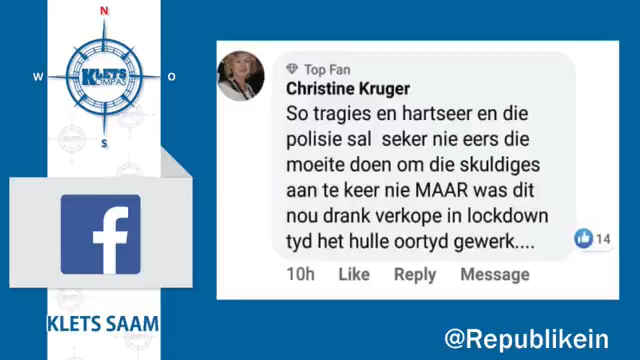 N
W
KLETS
KOMPAS
O
S
f
KLETS SAAM
Top Fan
Christine Kruger
So tragies en hartseer en die
polisie sal seker nie eers die
moeite doen om die skuldiges
aan te keer nie MAAR was dit
nou drank verkope in lockdown
tyd het hulle oortyd gewerk....
14
10h Like Reply Message
@Republikein